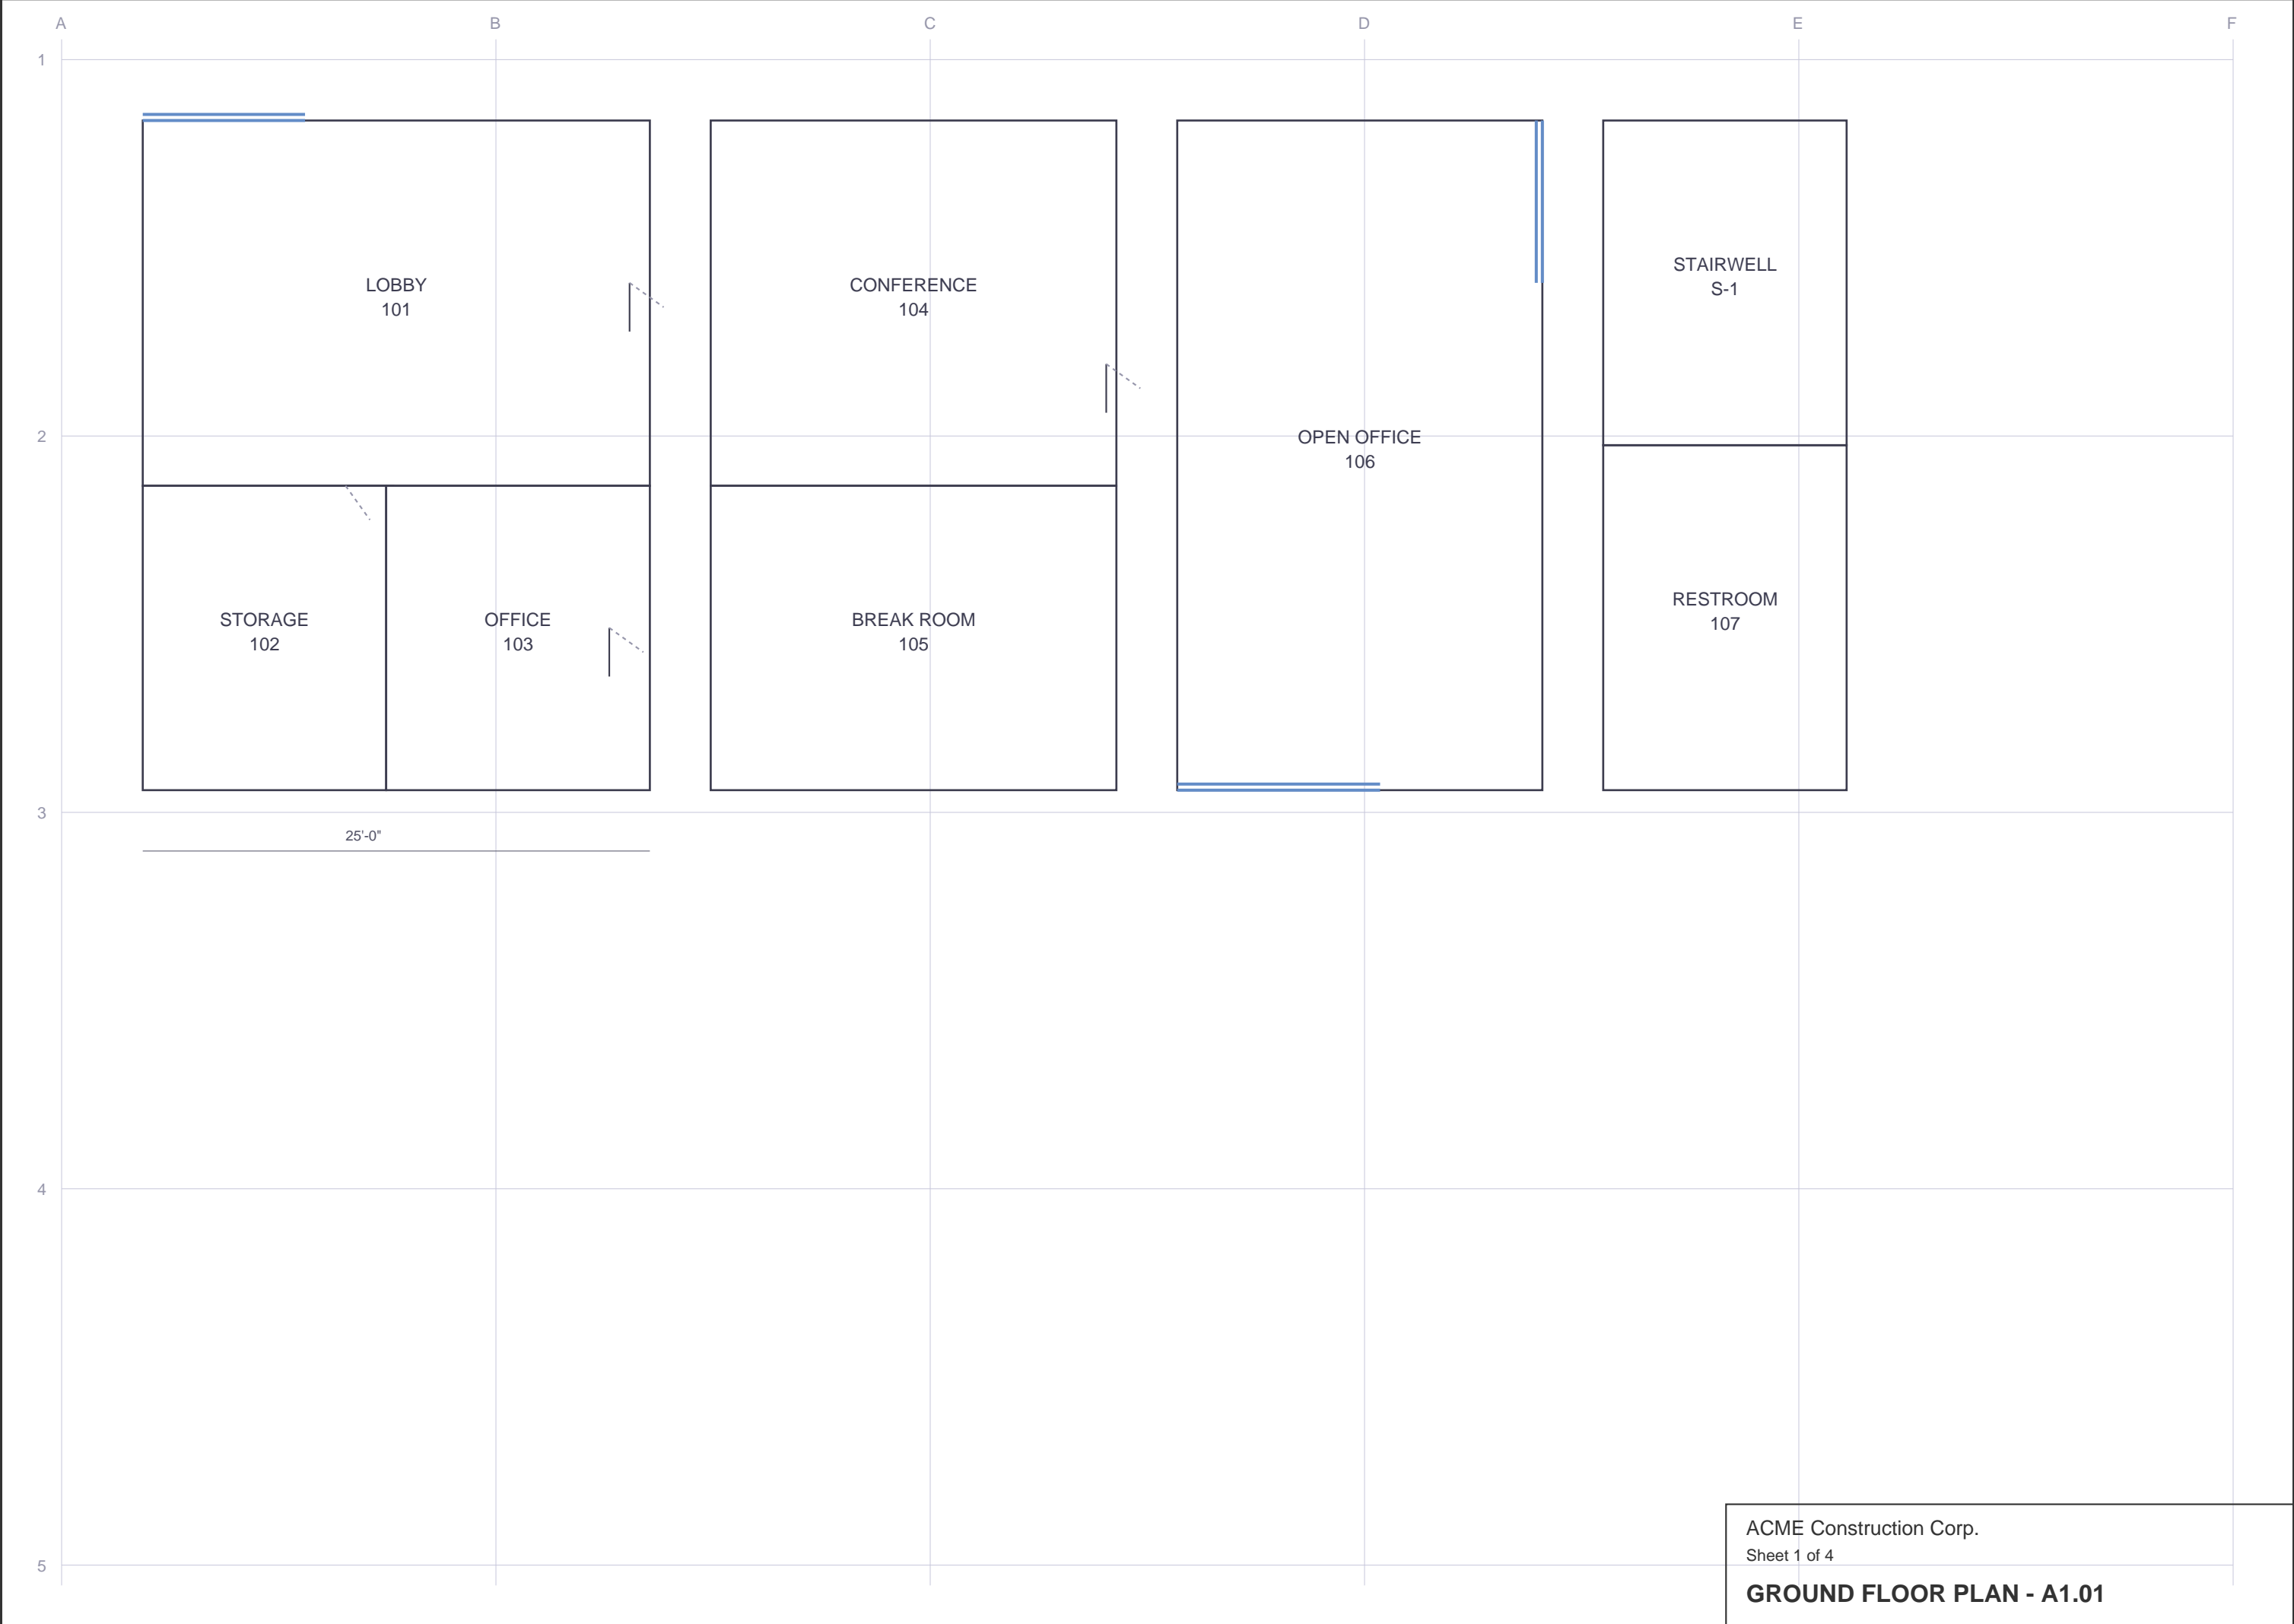 A
B
C
D
E
F
1
2
3
4
5
LOBBY
101
CONFERENCE
104
OPEN OFFICE
106
STAIRWELL
S-1
STORAGE
102
OFFICE
103
BREAK ROOM
105
RESTROOM
107
25'-0"
ACME Construction Corp.
Sheet 1 of 4
GROUND FLOOR PLAN - A1.01